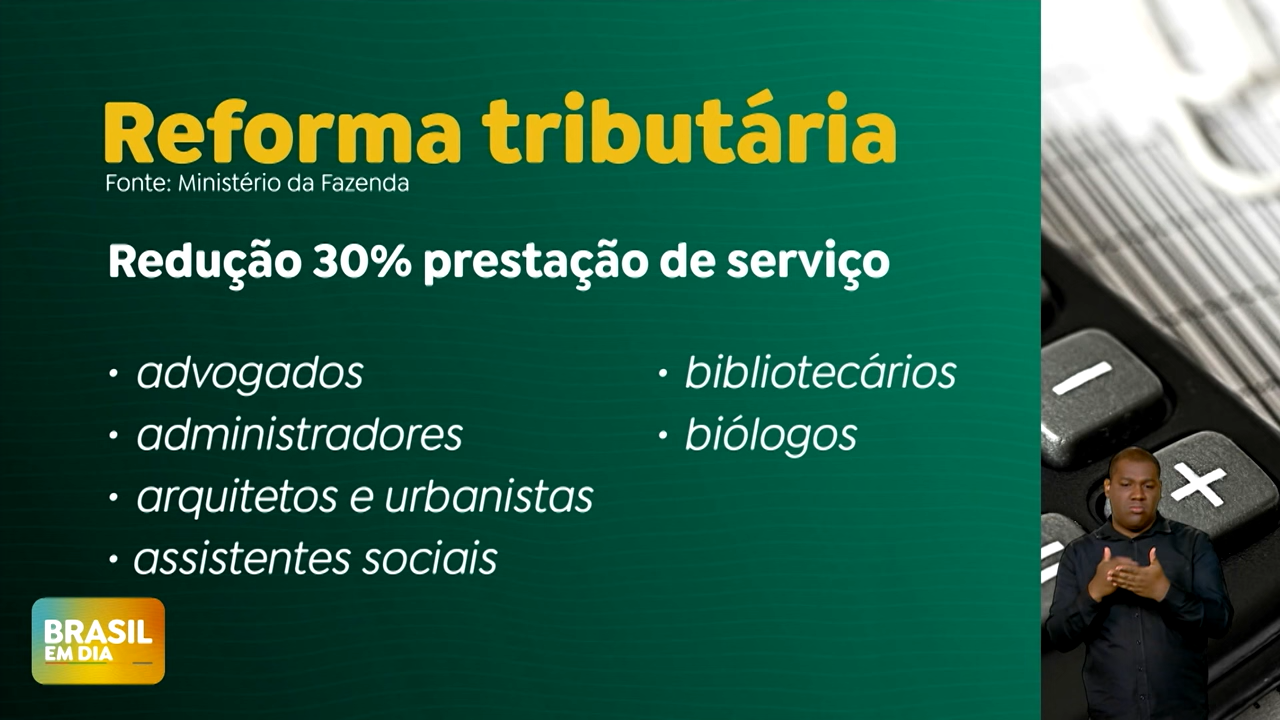 Reforma tributária
Fonte: Ministério da Fazenda
Redução 30% prestação de serviço
• advogados
• administradores
• arquitetos e urbanistas
• assistentes sociais
• bibliotecários
• biólogos
BRASIL
EM DIA